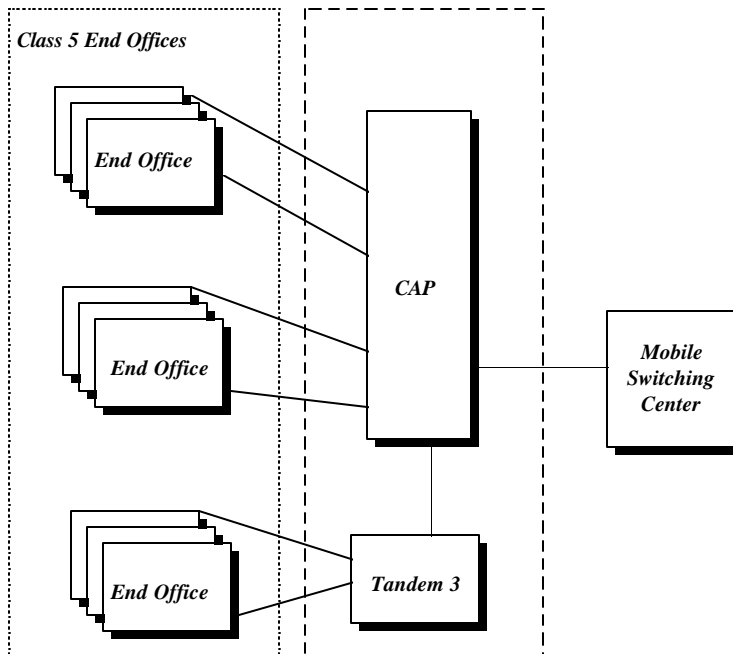 Class 5 End Offices
End Office
CAP
End Office
Mobile
Switching
Center
End Office
Tandem 3